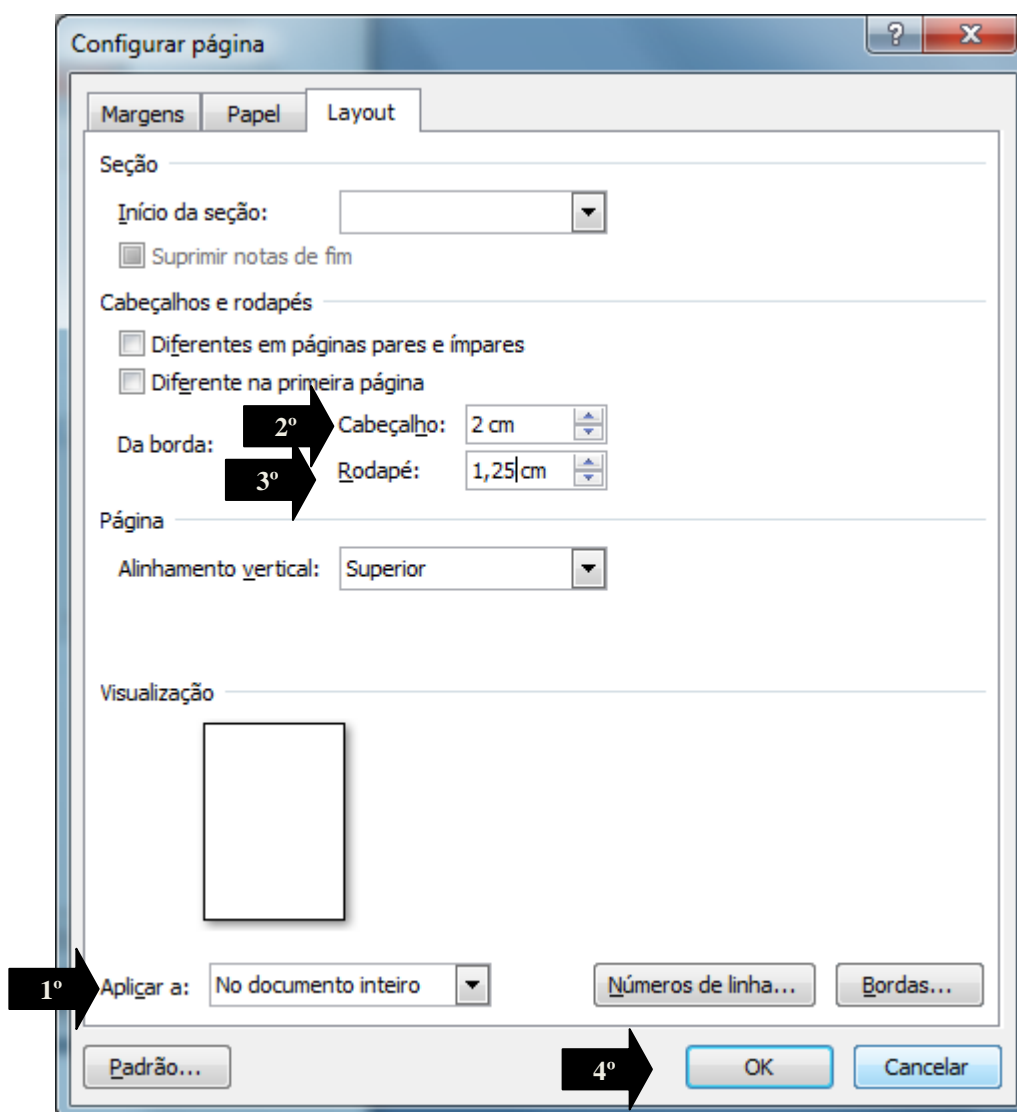 Configurar página
Margens Papel Layout
Seção
Início da seção:
Suprimir notas de fim
Cabeçalhos e rodapés
Diferentes em páginas pares e ímpares
Diferente na primeira página
2º Cabeçalho: 2 cm
Da borda:
3º Rodapé: 1,25 cm
Página
Alinhamento vertical: Superior
Visualização
1º Aplicar a: No documento inteiro Números de linha... Bordas...
Padrão... 4º OK Cancelar